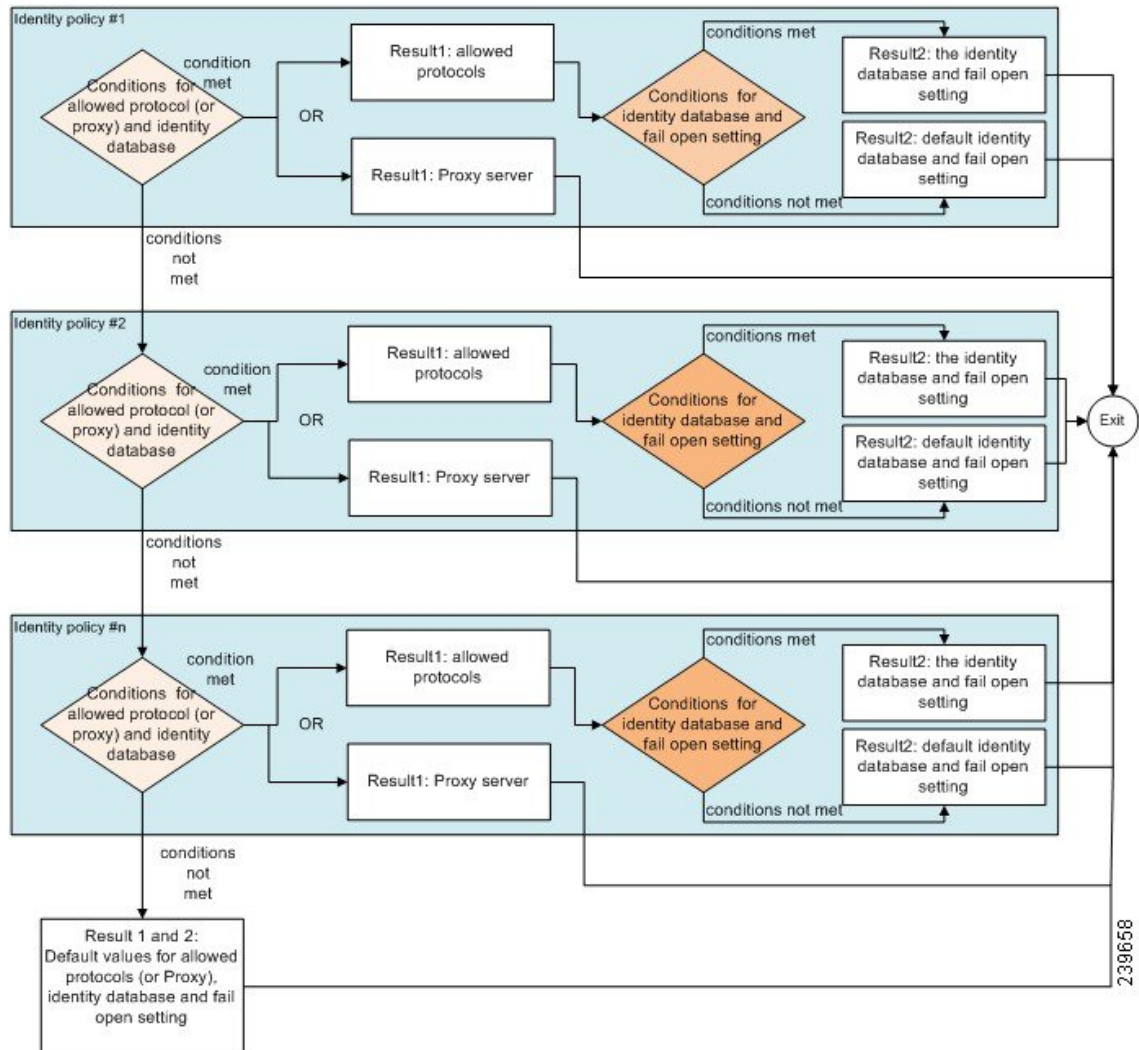 Identity policy #1
condition
met
Conditions for
allowed protocol (or
proxy) and identity
database
OR
Result1: allowed
protocols
Result1: Proxy server
conditions met
Conditions for
identity database and
fail open setting
conditions not met
Result2: the identity
database and fail open
setting
Result2: default identity
database and fail open
setting
conditions
not
met
Identity policy #2
condition
met
Conditions for
allowed protocol (or
proxy) and identity
database
OR
Result1: allowed
protocols
Result1: Proxy server
conditions met
Conditions for
identity database and
fail open setting
conditions not met
Result2: the identity
database and fail open
setting
Result2: default identity
database and fail open
setting
Exit
conditions
not
met
Identity policy #n
condition
met
Conditions for
allowed protocol (or
proxy) and identity
database
OR
Result1: allowed
protocols
Result1: Proxy server
conditions met
Conditions for
identity database and
fail open setting
conditions not met
Result2: the identity
database and fail open
setting
Result2: default identity
database and fail open
setting
conditions
not
met
Result 1 and 2:
Default values for allowed
protocols (or Proxy),
identity database and fail
open setting
239658